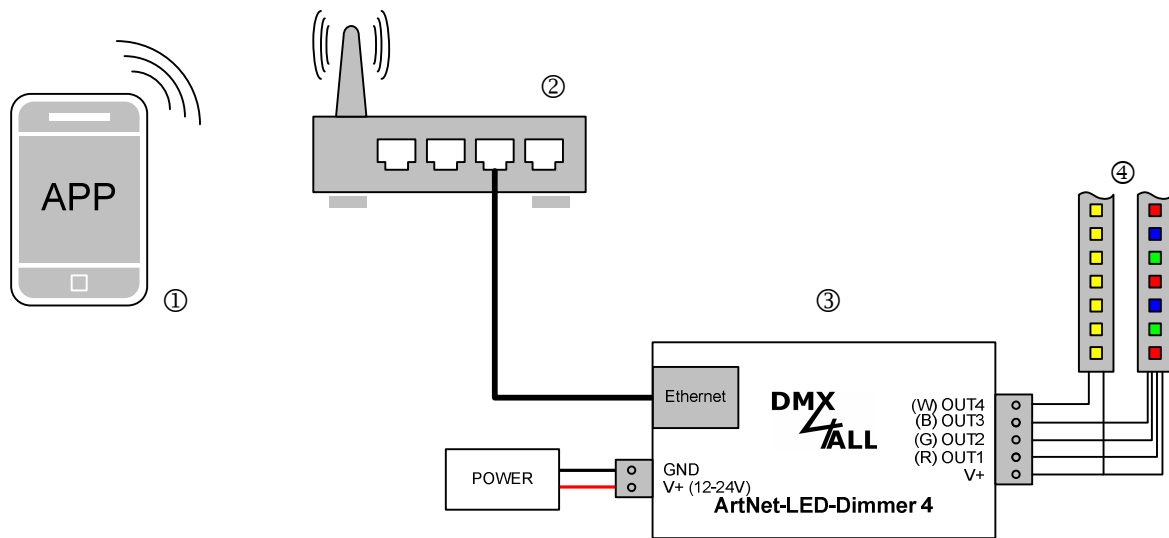 ②
APP
④
①
③
Ethernet
DMX
4
ALL
(W) OUT4
(B) OUT3
(G) OUT2
(R) OUT1
V+
POWER
GND
V+ (12-24V)
ArtNet-LED-Dimmer 4